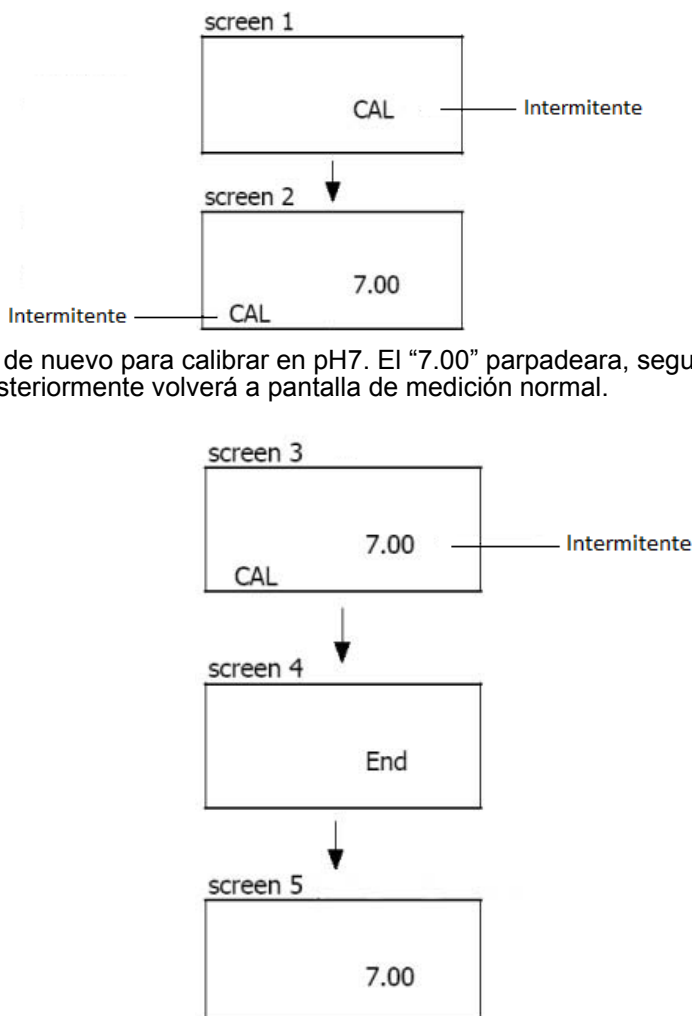 screen 1
CAL Intermitente
screen 2
7.00
Intermitente CAL
de nuevo para calibrar en pH7. El “7.00” parpadeara, segu
steriormente volverá a pantalla de medición normal.
screen 3
7.00 Intermitente
CAL
screen 4
End
screen 5
7.00